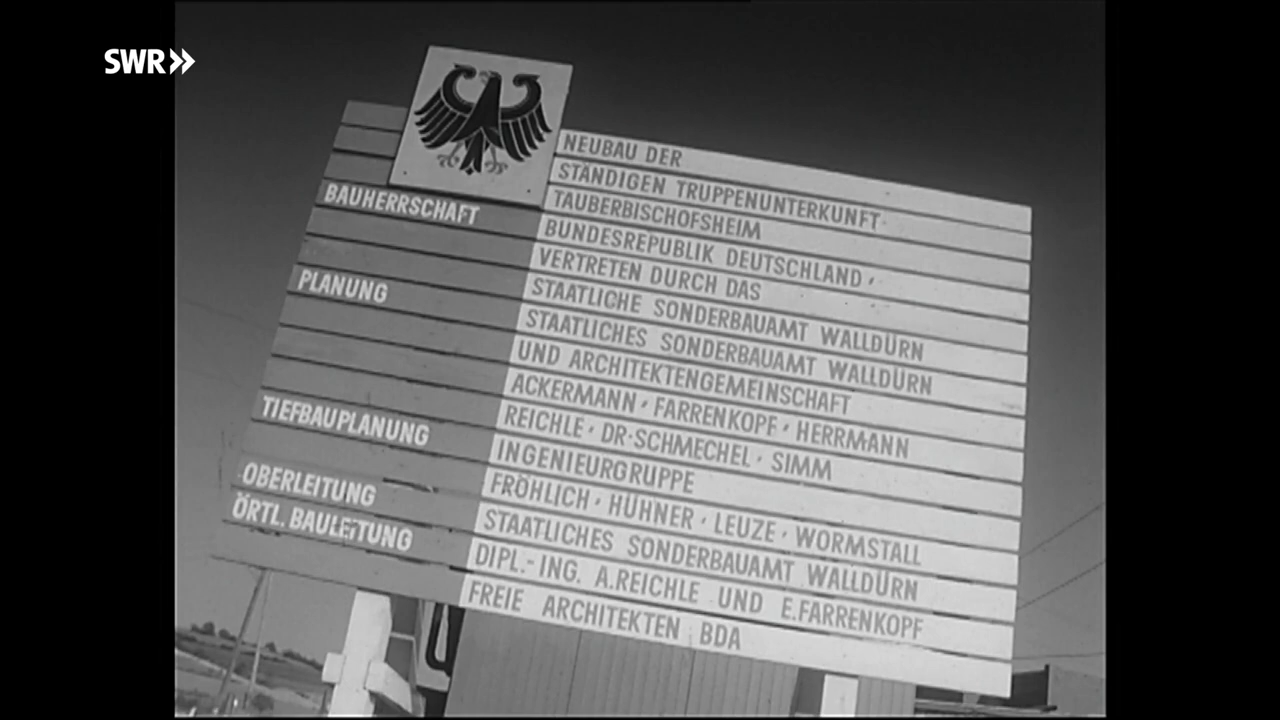 SWR
NEUBAU DER
STÄNDIGEN TRUPPENUNTERKUNFT
BAUHERRSCHAFT TAUBERBISCHOFSHEIM
BUNDESREPUBLIK DEUTSCHLAND,
VERTRETEN DURCH DAS
PLANUNG STAATLICHE SONDERBAUAMT WALLDÜRN
STAATLICHES SONDERBAUAMT WALLDÜRN
UND ARCHITEKTENGEMEINSCHAFT
ACKERMANN, FARRENKOPF, HERRMANN
TIEFBAUPLANUNG REICHLE, DR. SCHMECHEL, SIMM
INGENIEURGRUPPE
OBERLEITUNG FRÖHLICH, HÜHNER, LEUZE, WORMSTALL
ÖRTL. BAULEITUNG STAATLICHES SONDERBAUAMT WALLDÜRN
DIPL.-ING. A.REICHLE UND E.FARRENKOPF
FREIE ARCHITEKTEN BDA